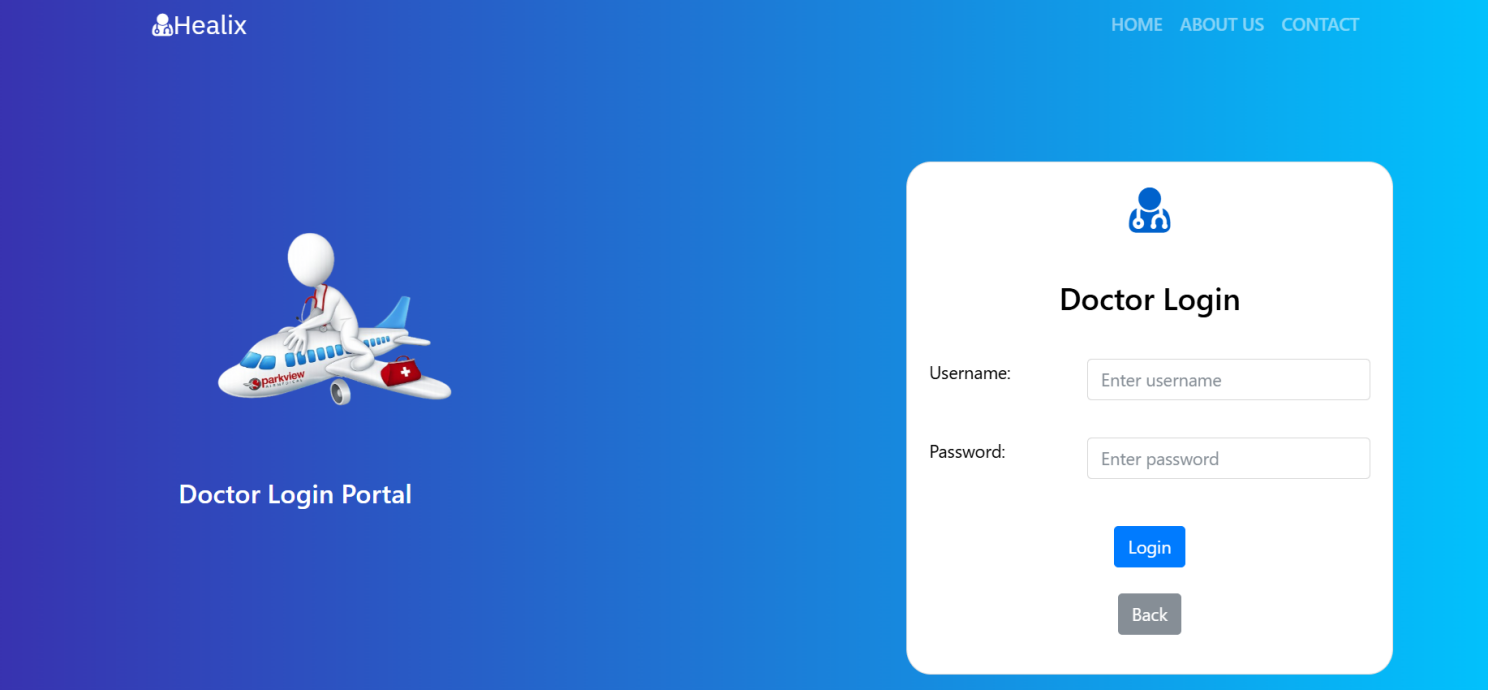 Healix
HOME ABOUT US CONTACT
parkview
Doctor Login Portal
Doctor Login
Username:
Enter username
Password:
Enter password
Login
Back